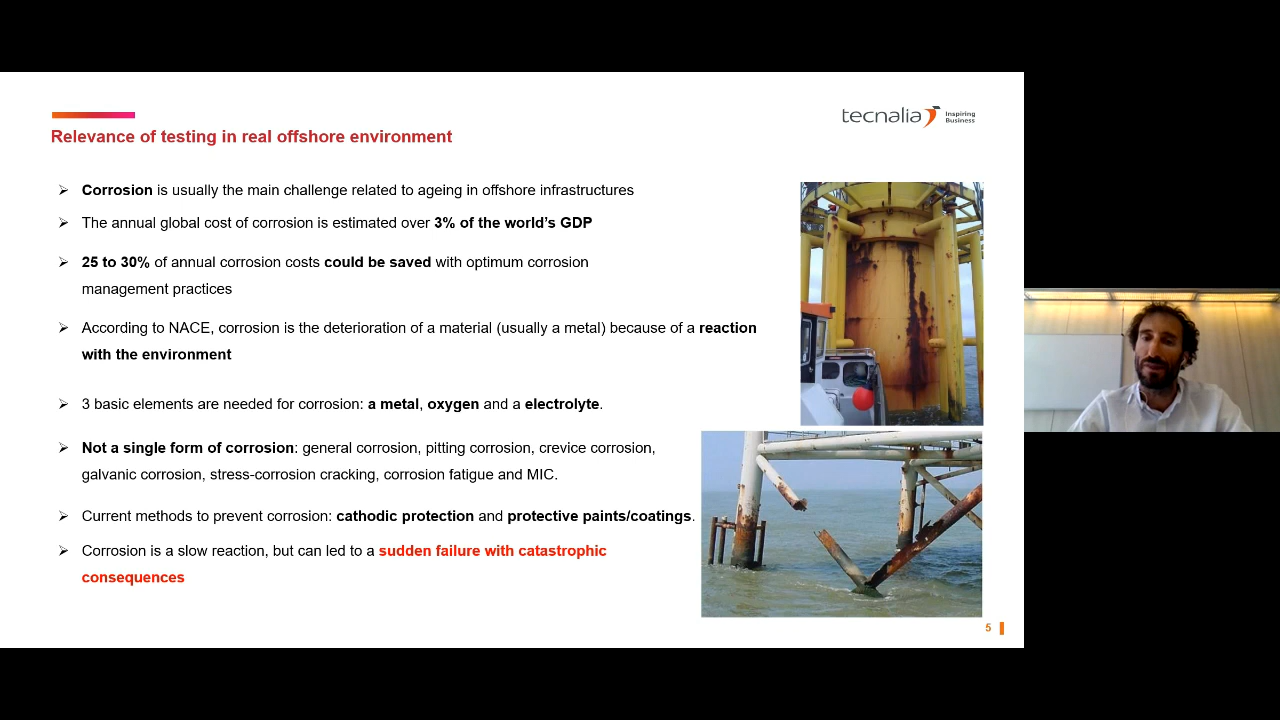 tecnalia Inspiring
Business
Relevance of testing in real offshore environment
➢ Corrosion is usually the main challenge related to ageing in offshore infrastructures
➢ The annual global cost of corrosion is estimated over 3% of the world’s GDP
➢ 25 to 30% of annual corrosion costs could be saved with optimum corrosion
management practices
➢ According to NACE, corrosion is the deterioration of a material (usually a metal) because of a reaction
with the environment
➢ 3 basic elements are needed for corrosion: a metal, oxygen and a electrolyte.
➢ Not a single form of corrosion: general corrosion, pitting corrosion, crevice corrosion,
galvanic corrosion, stress-corrosion cracking, corrosion fatigue and MIC.
➢ Current methods to prevent corrosion: cathodic protection and protective paints/coatings.
➢ Corrosion is a slow reaction, but can led to a sudden failure with catastrophic
consequences
5